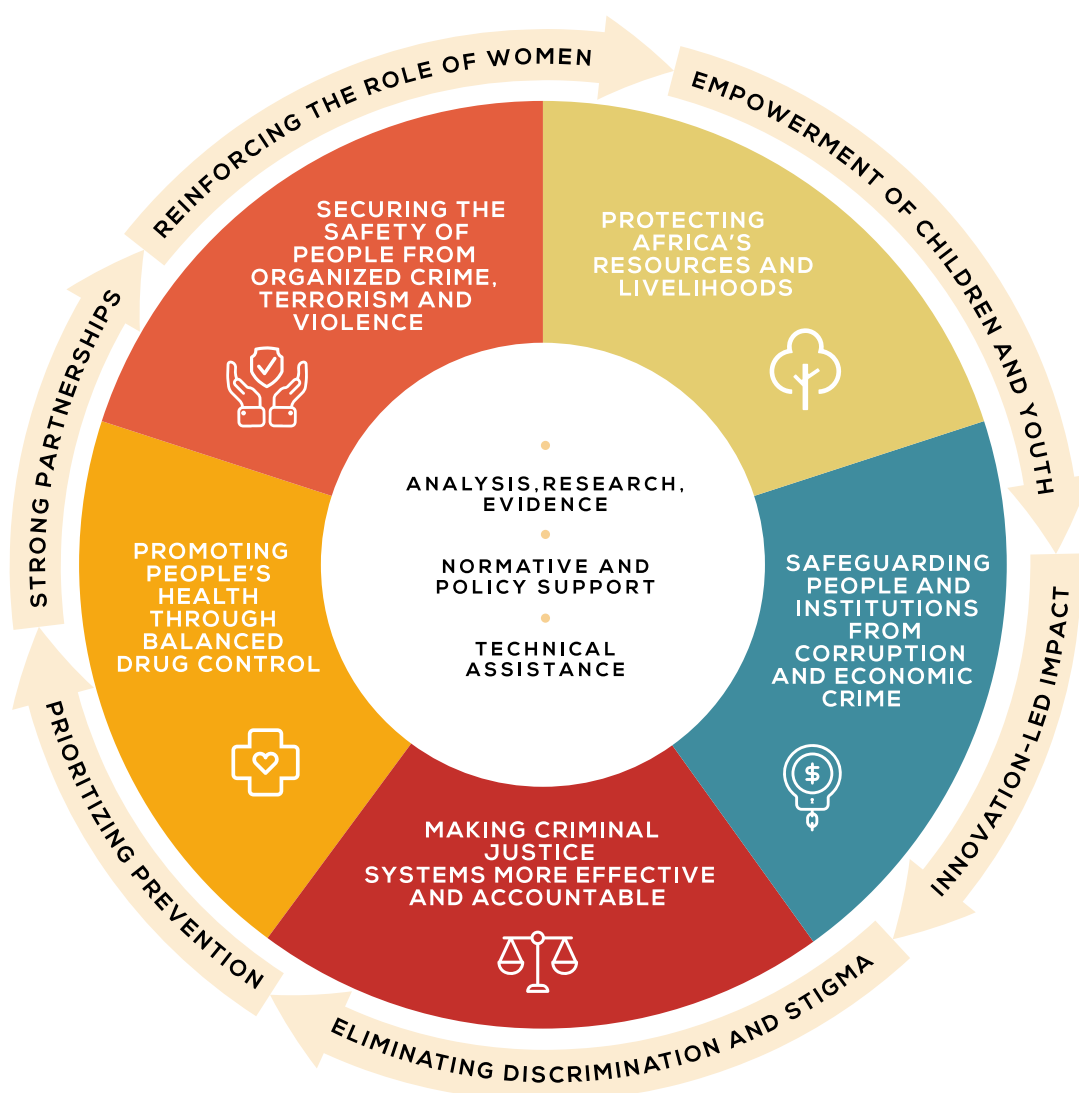 REINFORCING THE ROLE OF WOMEN
EMPOWERMENT OF CHILDREN AND YOUTH
INNOVATION-LED IMPACT
ELIMINATING DISCRIMINATION AND STIGMA
PRIORITIZING PREVENTION
STRONG PARTNERSHIPS
SECURING THE
SAFETY OF
PEOPLE FROM
ORGANIZED CRIME,
TERRORISM AND
VIOLENCE
PROTECTING
AFRICA'S
RESOURCES AND
LIVELIHOODS
SAFEGUARDING
PEOPLE AND
INSTITUTIONS
FROM
CORRUPTION
AND ECONOMIC
CRIME
$
MAKING CRIMINAL
JUSTICE
SYSTEMS MORE EFFECTIVE
AND ACCOUNTABLE
PROMOTING
PEOPLE'S
HEALTH
THROUGH
BALANCED
DRUG CONTROL
ANALYSIS,RESEARCH,
EVIDENCE
NORMATIVE AND
POLICY SUPPORT
TECHNICAL
ASSISTANCE